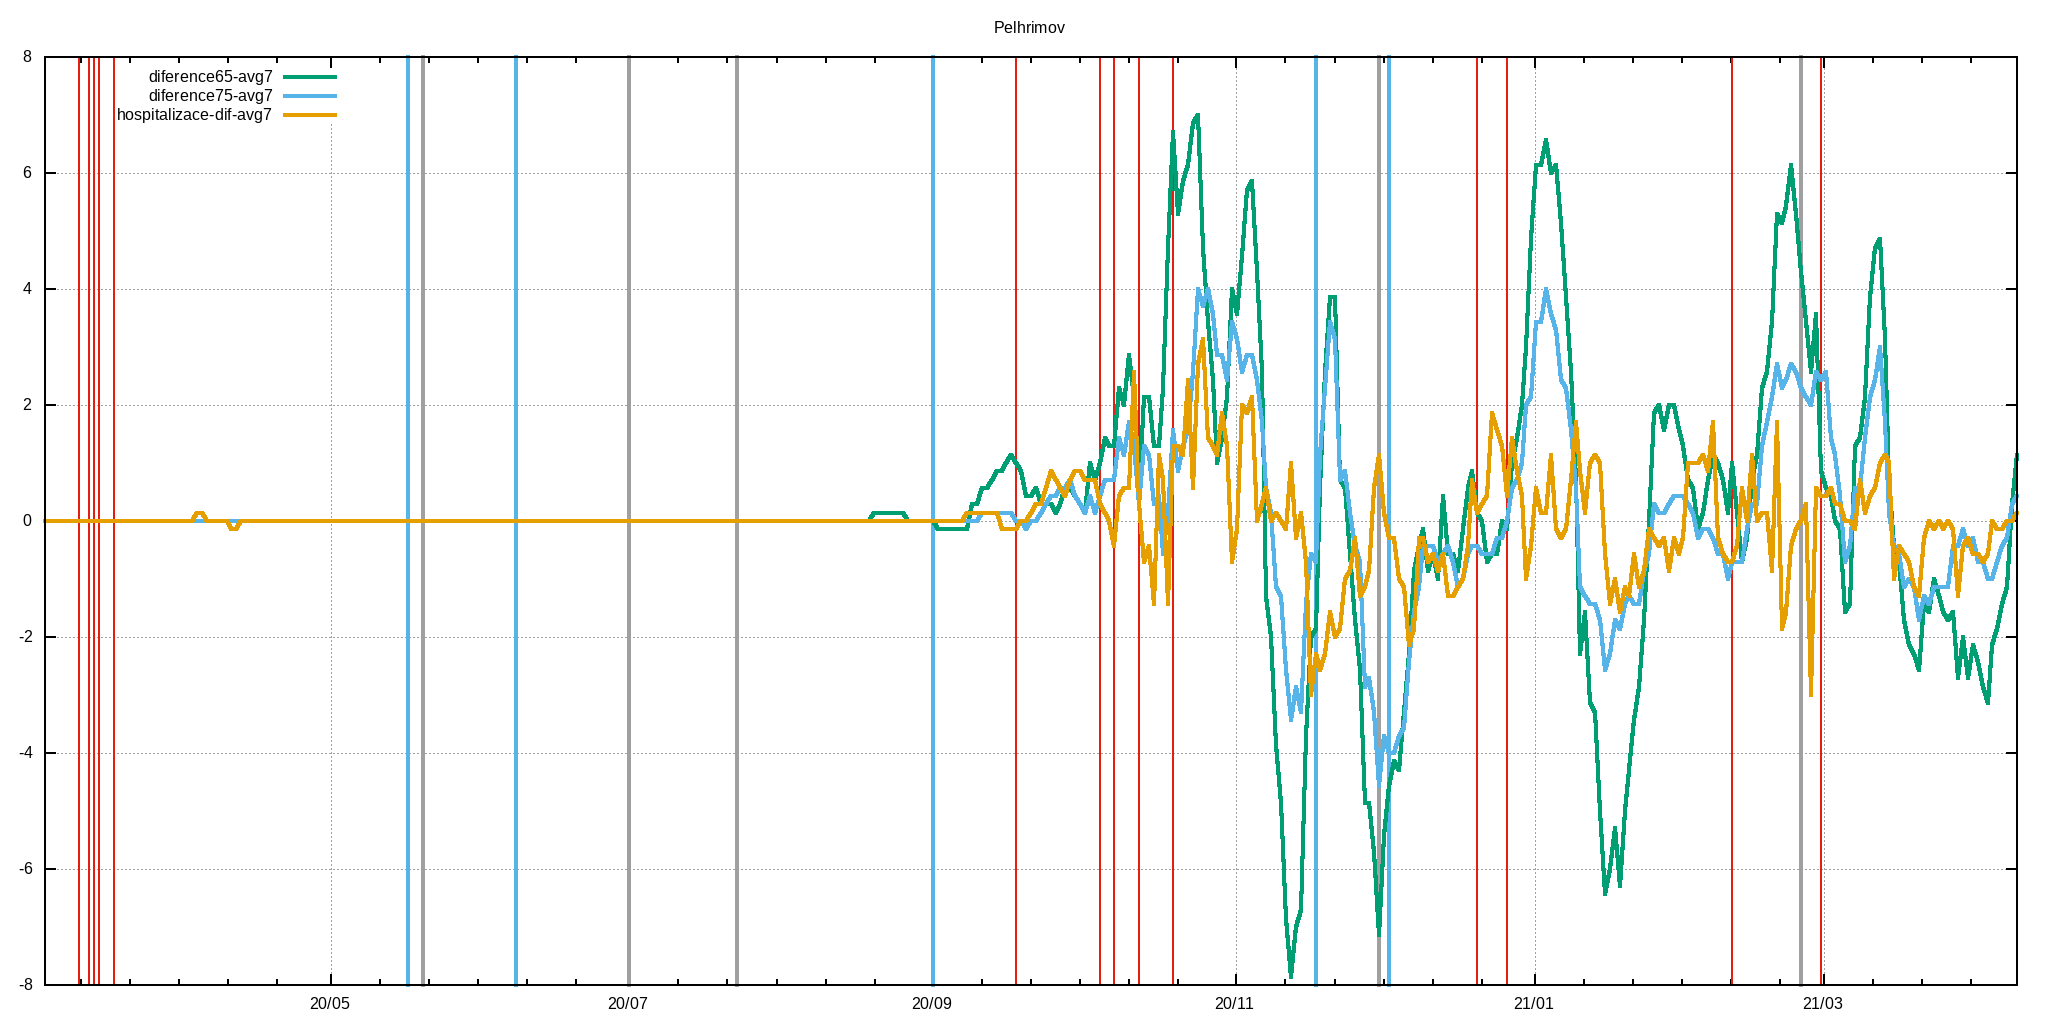 Pelhrimov
diference65-avg7
diference75-avg7
hospitalizace-dif-avg7
8
6
4
2
0
-2
-4
-6
-8
20/05 20/07 20/09 20/11 21/01 21/03